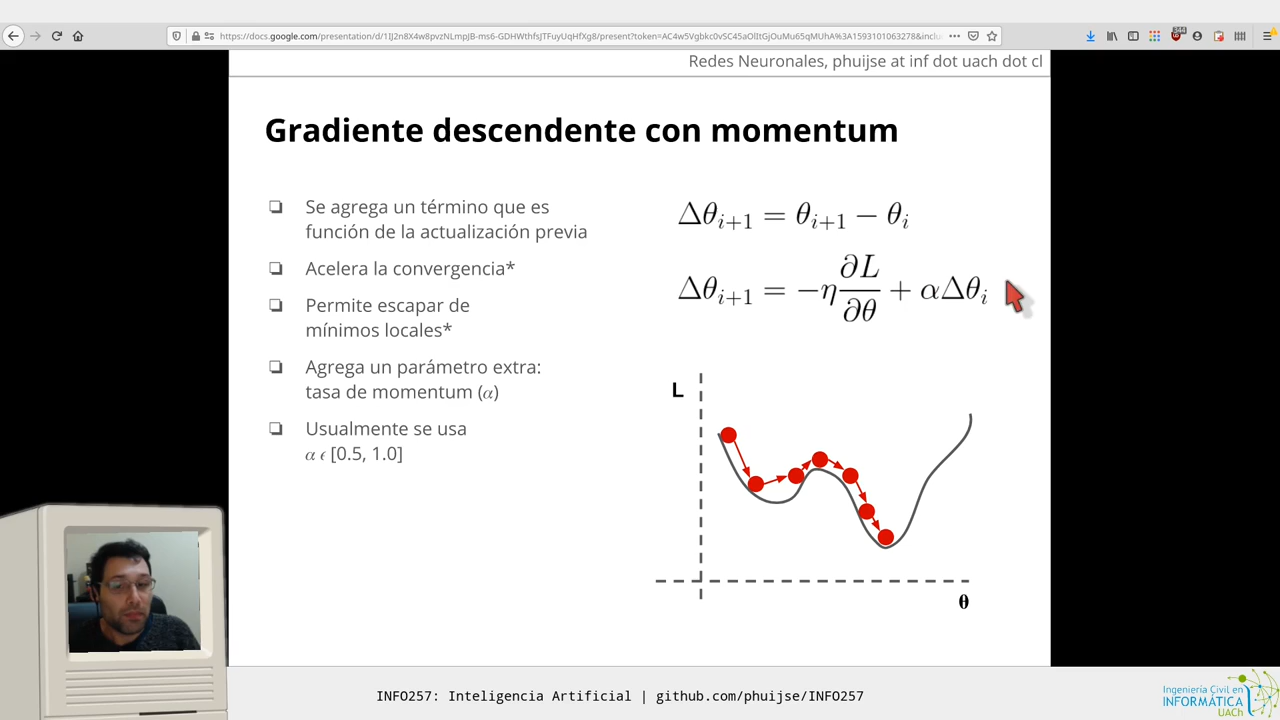 https://docs.google.com/presentation/d/1IJ2n8X4w8pvzNLmpJB-nt6-GDHWthfsJTFuyUqHfXg8/present?token=AC4w5Vgbkc0vSC45aOlItGjOuMu65qMUhA%3A1593101063278&inclu
Redes Neuronales, phuijse at inf dot uach dot cl
Gradiente descendente con momentum
Se agrega un término que es
función de la actualización previa
Acelera la convergencia*
Permite escapar de
mínimos locales*
Agrega un parámetro extra:
tasa de momentum (α)
Usualmente se usa
α ϵ [0.5, 1.0]
Δθ_{i+1} = θ_{i+1} − θ_i
Δθ_{i+1} = −η ∂L/∂θ + αΔθ_i
L
θ
INFO257: Inteligencia Artificial | github.com/phuijse/INFO257
Ingeniería Civil en
INFORMÁTICA
UACh